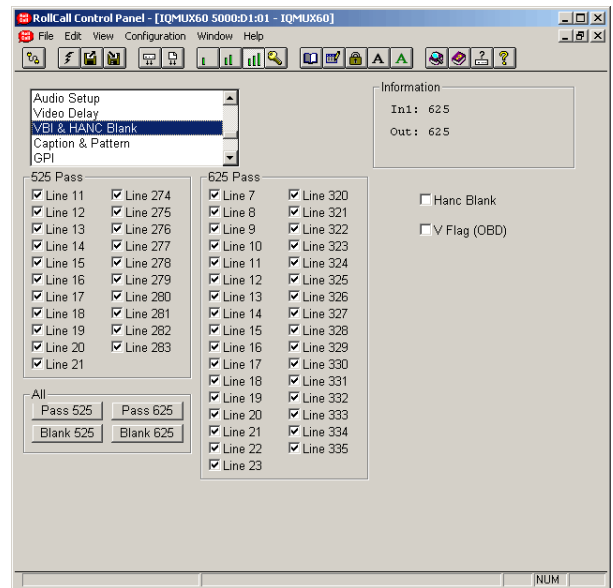 RollCall Control Panel - [IQMUX60 5000:D1:01 - IQMUX60]
File Edit View Configuration Window Help
A A
Audio Setup
Video Delay
VBI & HANC Blank
Caption & Pattern
GPI
Information
In1: 625
Out: 625
525 Pass
Line 11 Line 274
Line 12 Line 275
Line 13 Line 276
Line 14 Line 277
Line 15 Line 278
Line 16 Line 279
Line 17 Line 280
Line 18 Line 281
Line 19 Line 282
Line 20 Line 283
Line 21
625 Pass
Line 7 Line 320
Line 8 Line 321
Line 9 Line 322
Line 10 Line 323
Line 11 Line 324
Line 12 Line 325
Line 13 Line 326
Line 14 Line 327
Line 15 Line 328
Line 16 Line 329
Line 17 Line 330
Line 18 Line 331
Line 19 Line 332
Line 20 Line 333
Line 21 Line 334
Line 22 Line 335
Line 23
Hanc Blank
V Flag (OBD)
All
Pass 525 Pass 625
Blank 525 Blank 625
NUM